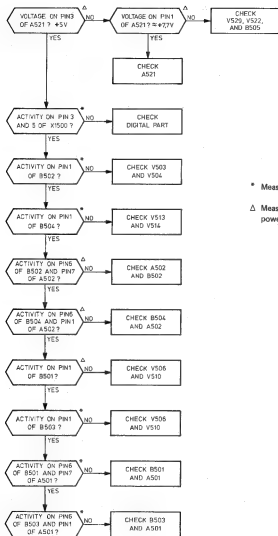 VOLTAGE ON PIN3
OF A521? +5V
Δ
NO
VOLTAGE ON PIN1
OF A521? ≈+7,7V
Δ
NO
CHECK
V529, V522,
AND B505
YES
YES
CHECK
A521
ACTIVITY ON PIN 3
AND 5 OF X1500 ?
*
NO
CHECK
DIGITAL PART
YES
ACTIVITY ON PIN1
OF B502 ?
*
NO
CHECK V503
AND V504
YES
* Meas
ACTIVITY ON PIN1
OF B504 ?
*
NO
CHECK V513
AND V514
Δ Meas
powe
YES
ACTIVITY ON PIN6
OF B502 AND PIN7
OF A502 ?
Δ
NO
CHECK A502
AND B502
YES
ACTIVITY ON PIN6
OF B504 AND PIN1
OF A502 ?
Δ
NO
CHECK B504
AND A502
YES
ACTIVITY ON PIN1
OF B501 ?
Δ
NO
CHECK V506
AND V510
YES
ACTIVITY ON PIN1
OF B503 ?
*
NO
CHECK V506
AND V510
YES
ACTIVITY ON PIN6
OF B501 AND PIN7
OF A501 ?
*
NO
CHECK B501
AND A501
YES
ACTIVITY ON PIN6
OF B503 AND PIN1
OF A501 ?
*
NO
CHECK B503
AND A501